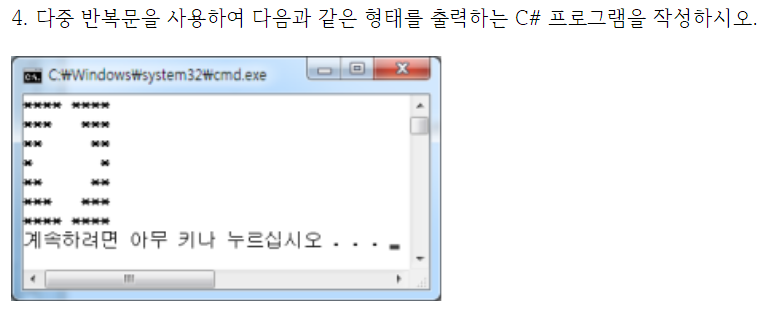 4. 다중 반복문을 사용하여 다음과 같은 형태를 출력하는 C# 프로그램을 작성하시오.
C:₩Windows₩system32₩cmd.exe
**** ****
***   ***
**     **
*       *
**     **
***   ***
**** ****
계속하려면 아무 키나 누르십시오 . . . _